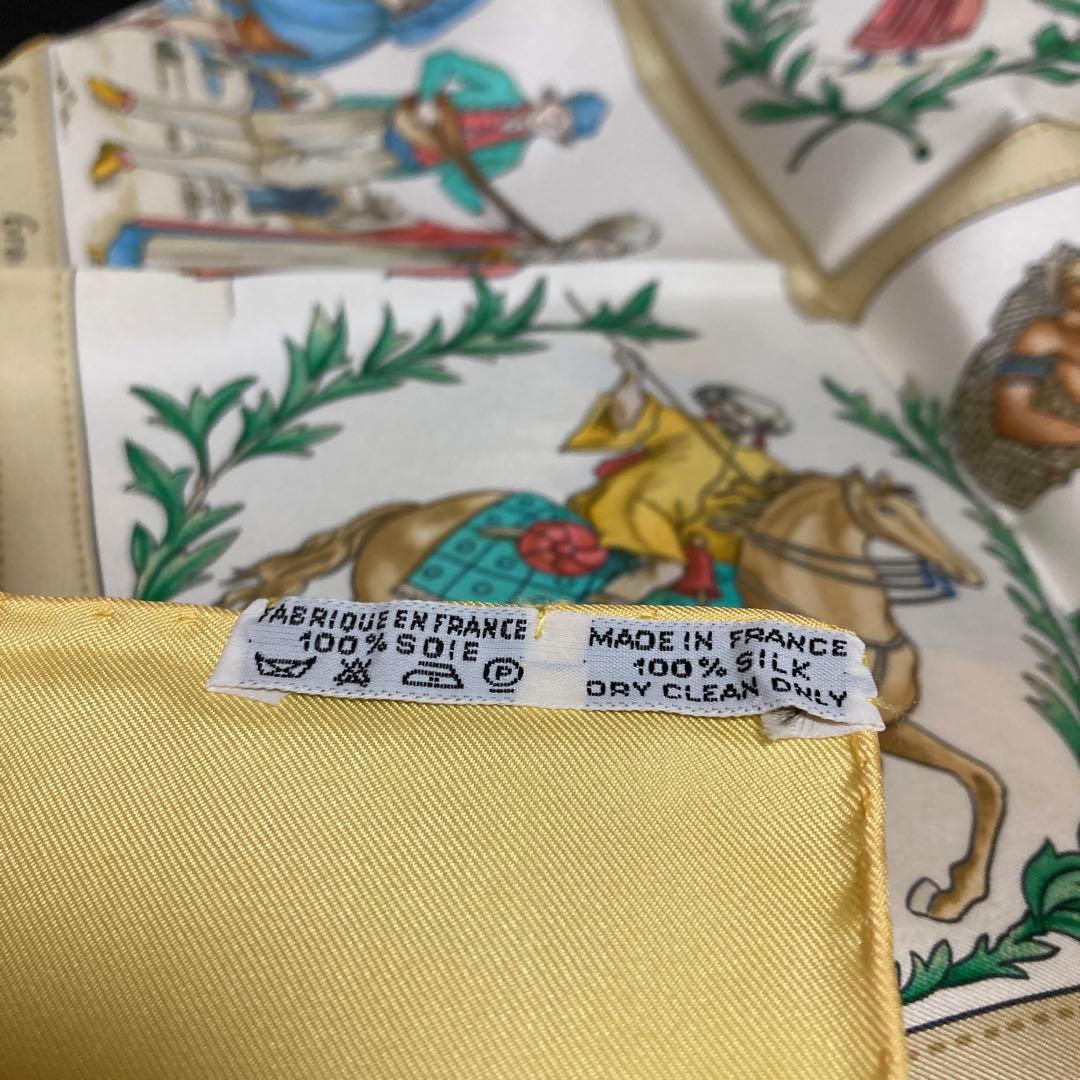 FABRIQUE EN FRANCE
100% SOIE
P
MADE IN FRANCE
100% SILK
DRY CLEAN ONLY